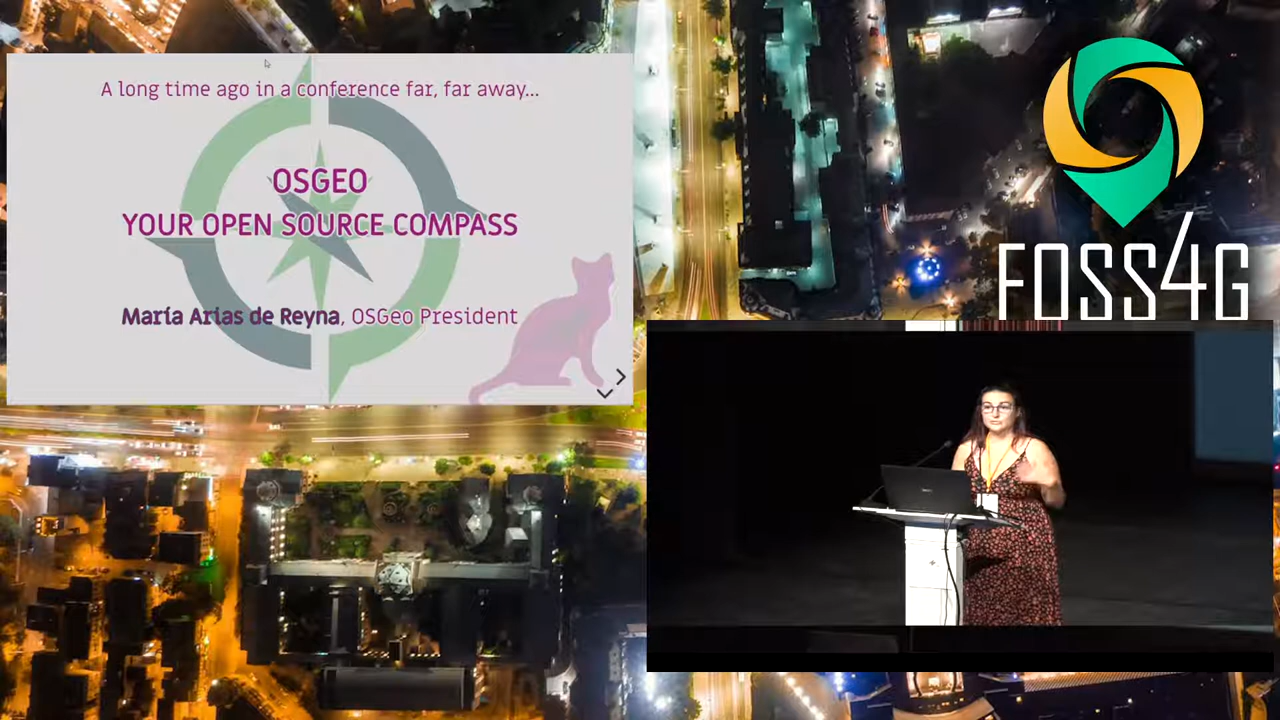 A long time ago in a conference far, far away...
OSGEO
YOUR OPEN SOURCE COMPASS
María Arias de Reyna, OSGeo President
FOSS4G